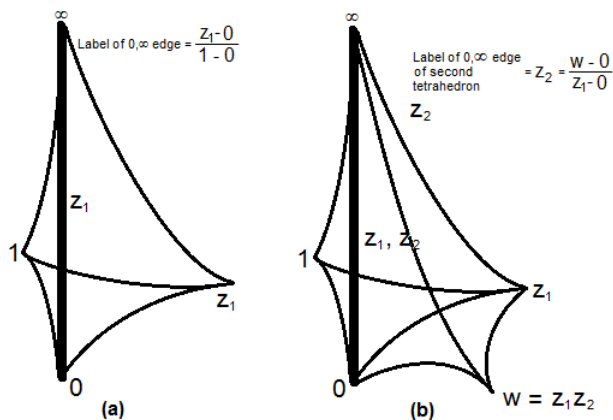 ∞
Label of 0,∞ edge = z₁-0
1 - 0
z₁
1
z₁
0
(a)
∞
Label of 0,∞ edge
of second
tetrahedron
= z₂ = w - 0
z₁-0
z₂
z₁, z₂
1
z₁
0
w = z₁z₂
(b)